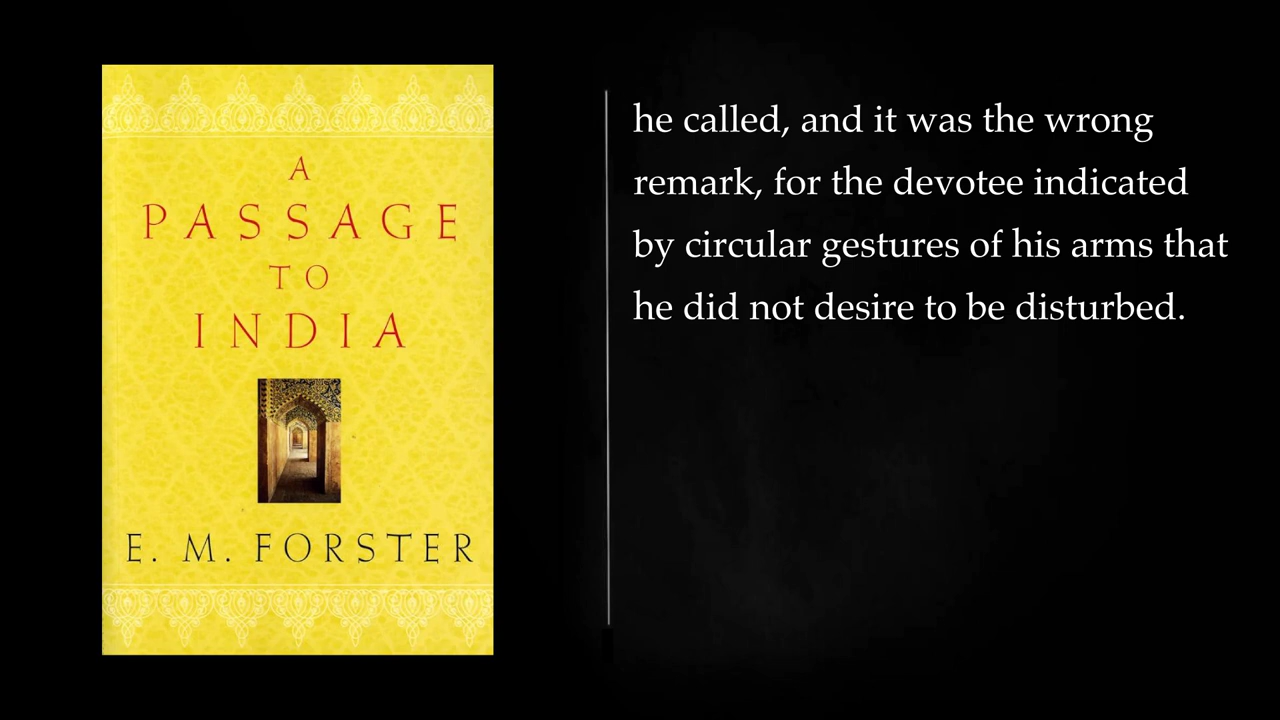 A
PASSAGE
TO
INDIA
E. M. FORSTER
he called, and it was the wrong
remark, for the devotee indicated
by circular gestures of his arms that
he did not desire to be disturbed.